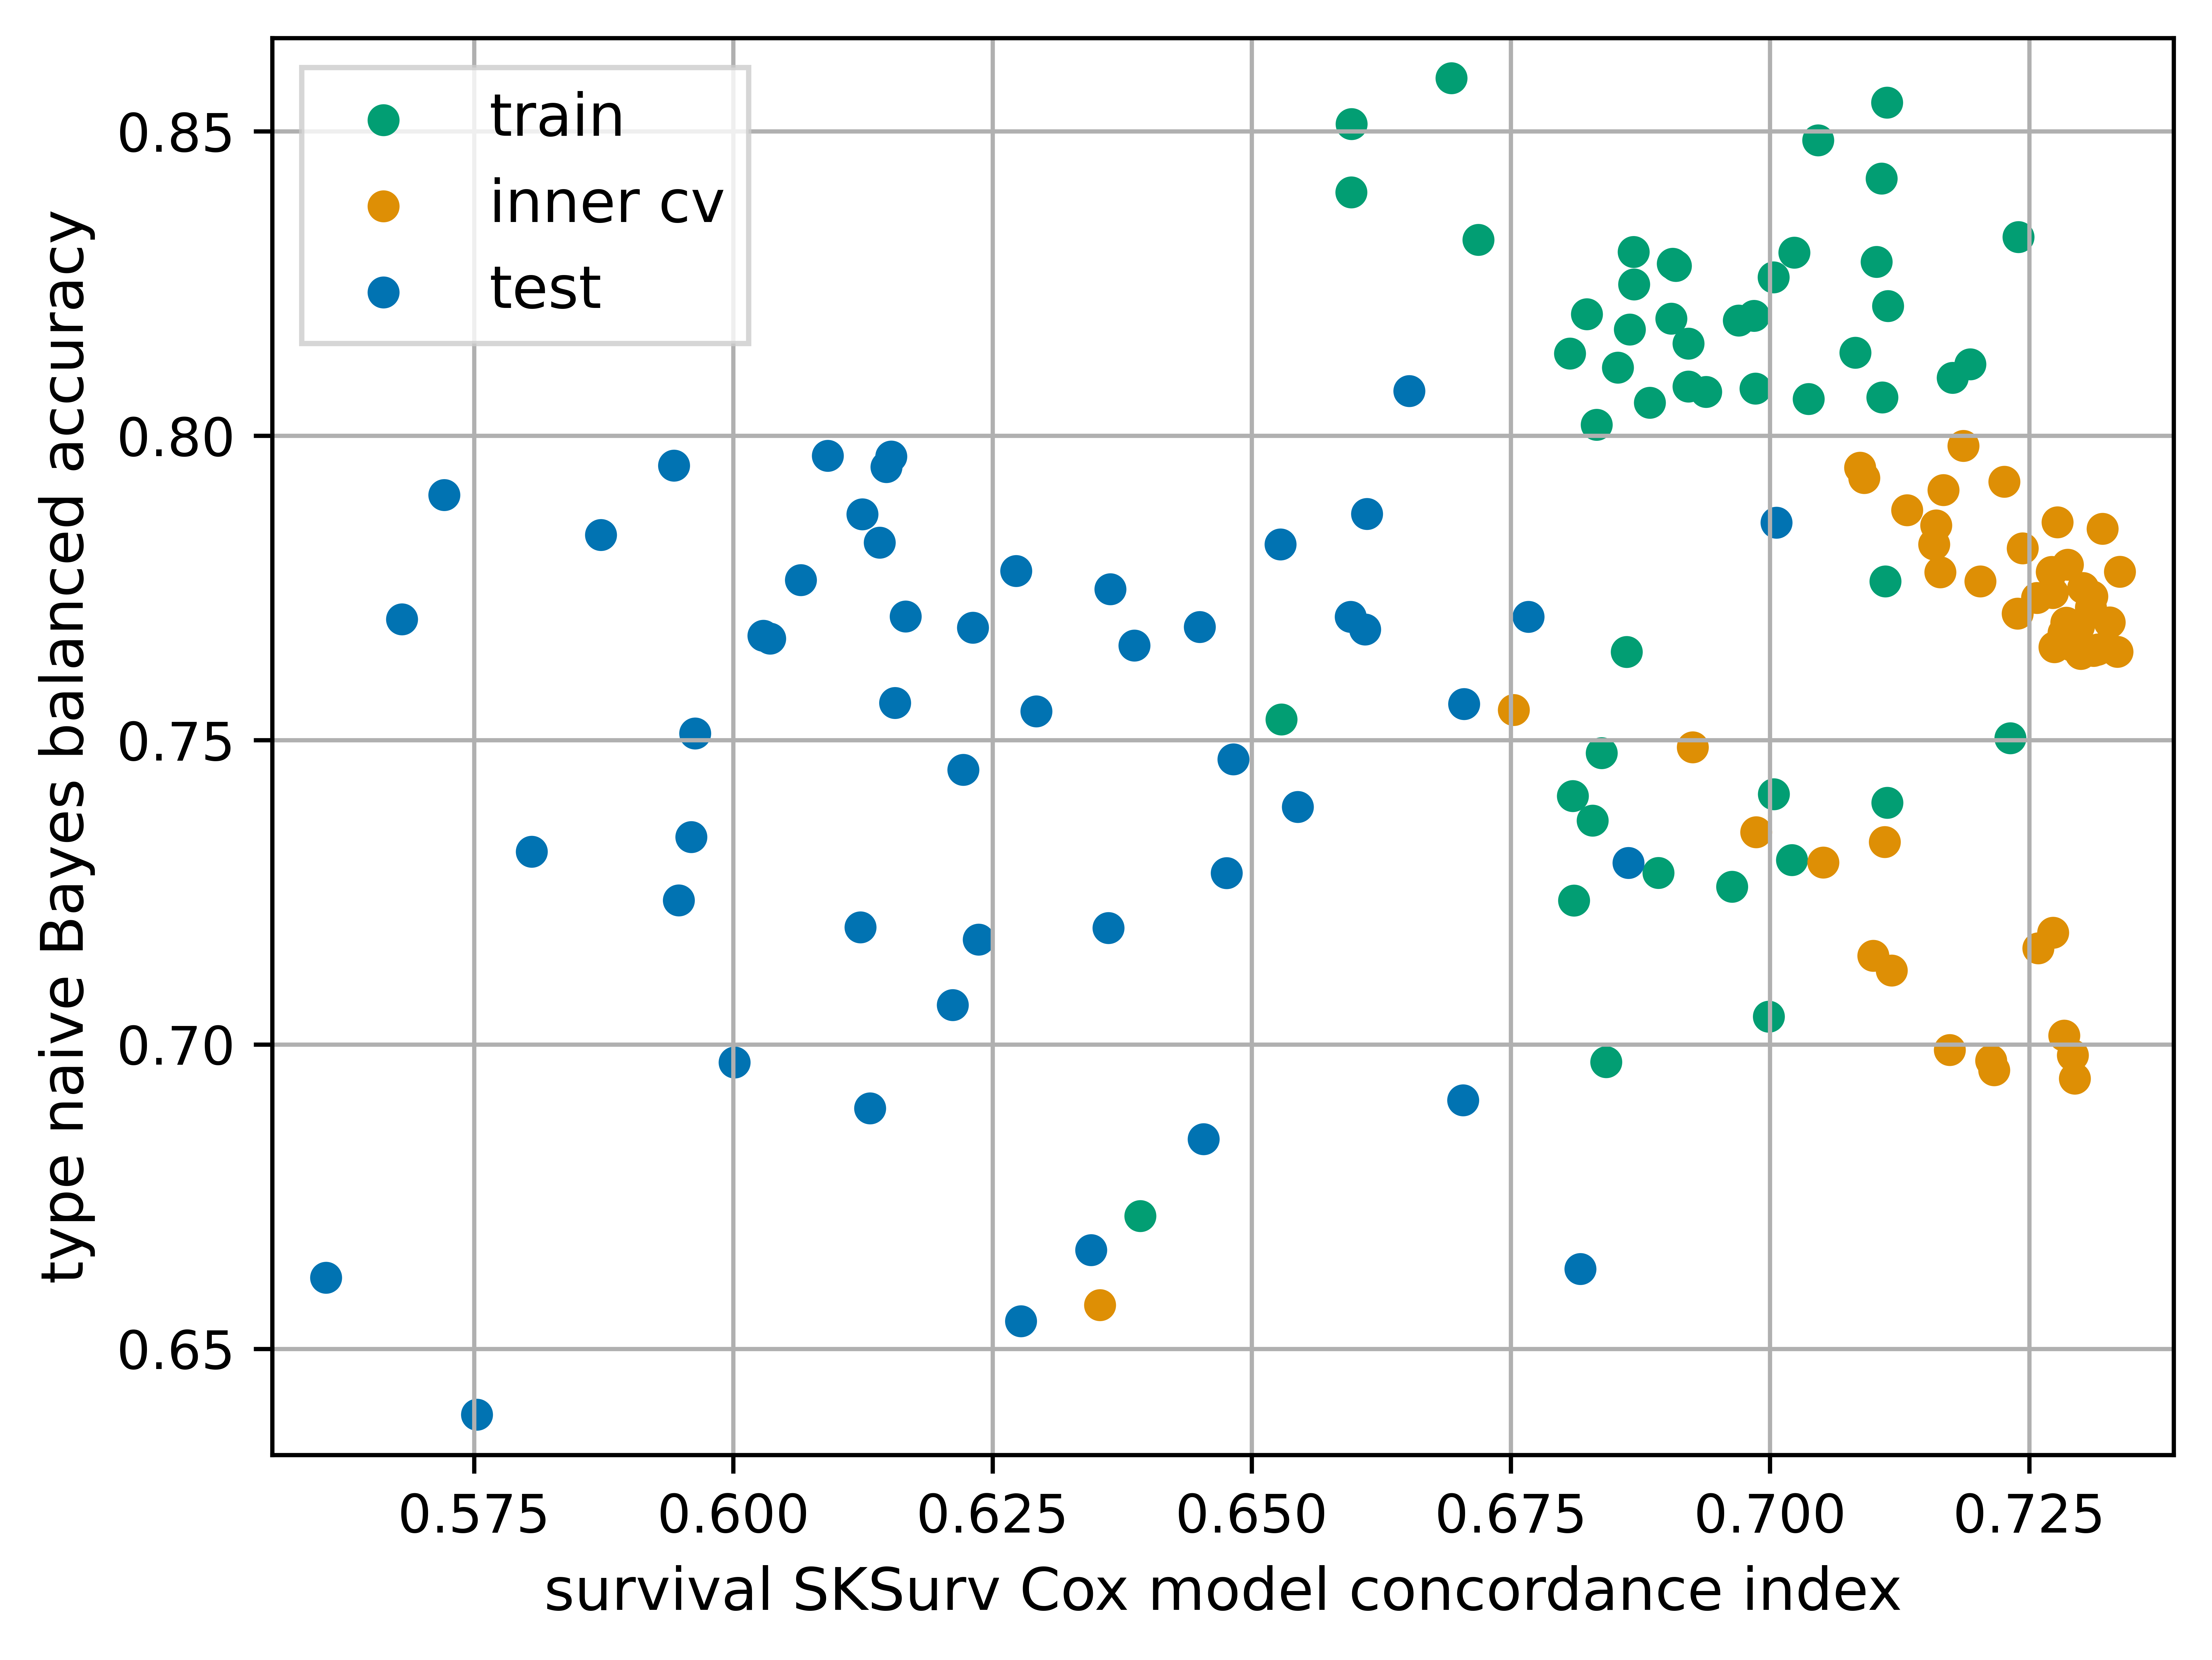 train
inner cv
test
0.85
0.80
0.75
0.70
0.65
type naive Bayes balanced accuracy
0.575 0.600 0.625 0.650 0.675 0.700 0.725
survival SKSurv Cox model concordance index